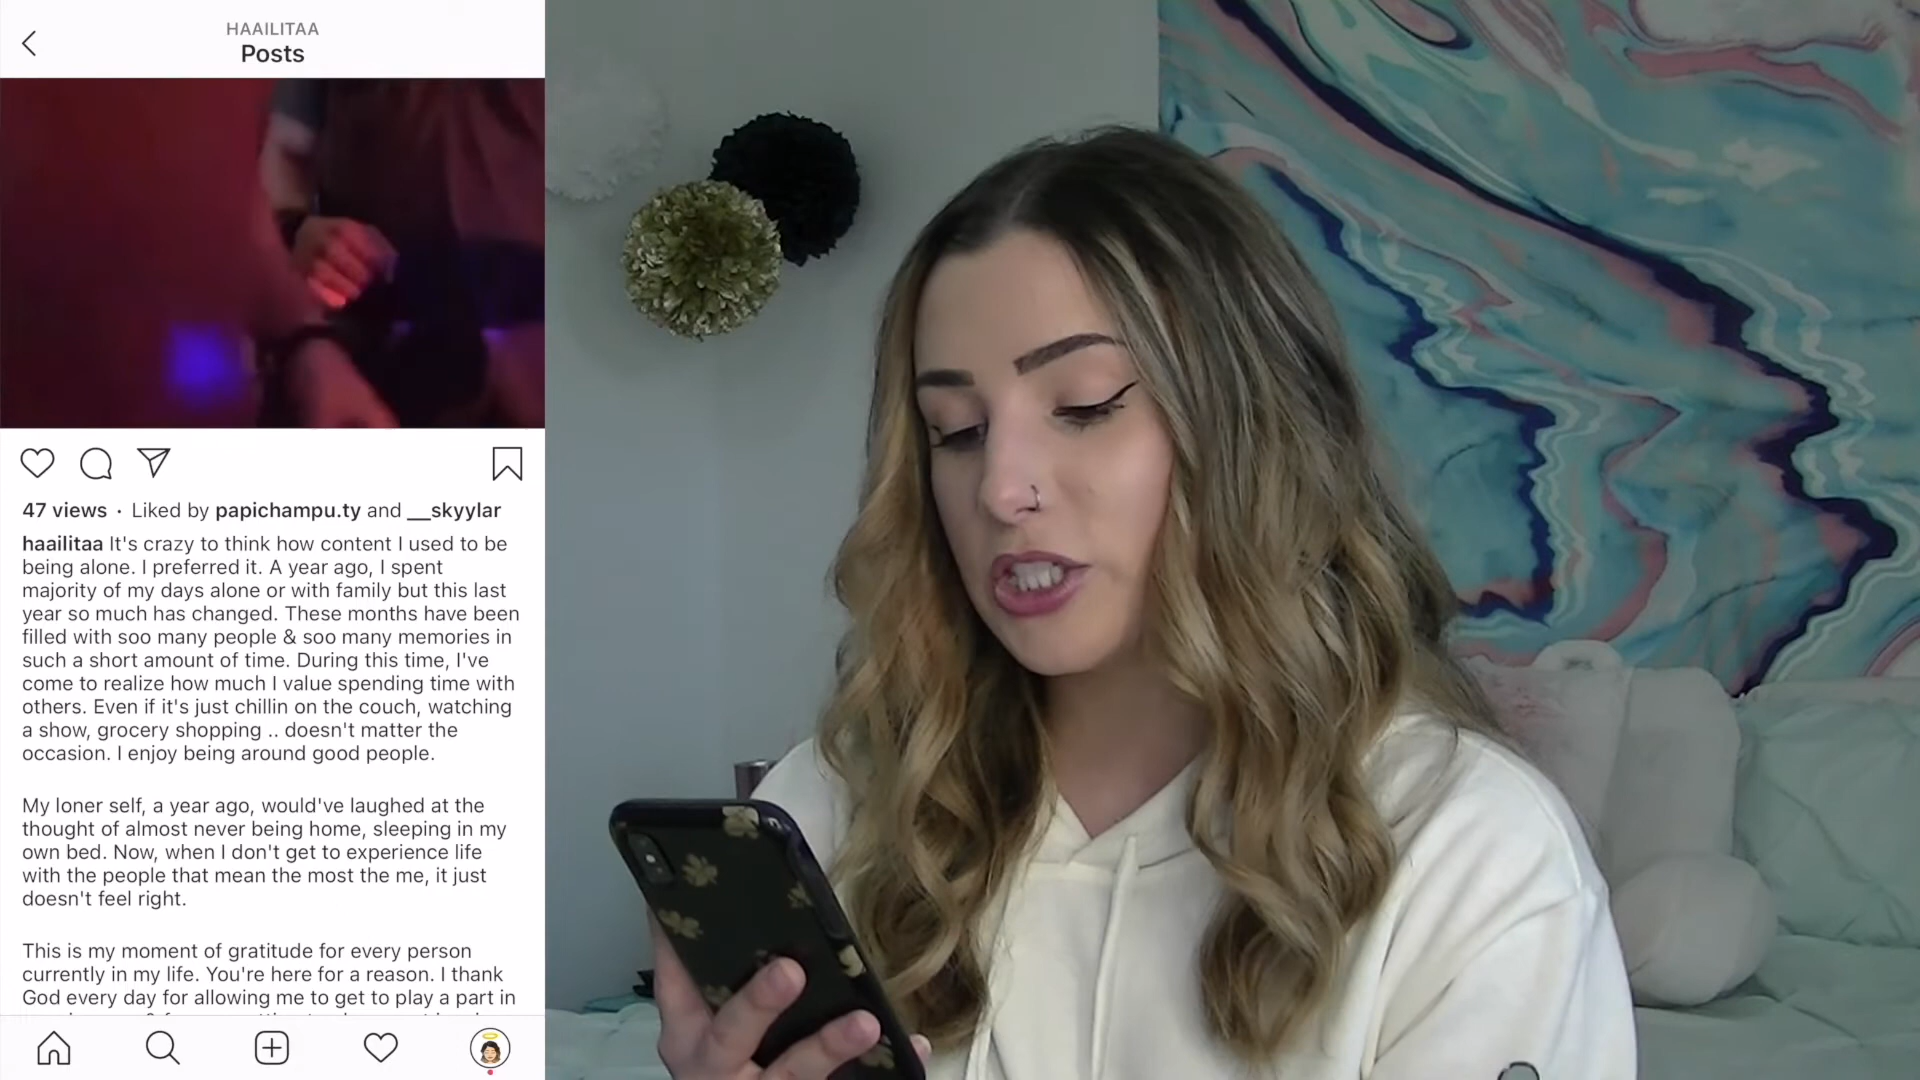 HAAILITAA
Posts
47 views · Liked by papichampu.ty and __skyylar
haailitaa It's crazy to think how content I used to be
being alone. I preferred it. A year ago, I spent
majority of my days alone or with family but this last
year so much has changed. These months have been
filled with soo many people & soo many memories in
such a short amount of time. During this time, I've
come to realize how much I value spending time with
others. Even if it's just chillin on the couch, watching
a show, grocery shopping .. doesn't matter the
occasion. I enjoy being around good people.
My loner self, a year ago, would've laughed at the
thought of almost never being home, sleeping in my
own bed. Now, when I don't get to experience life
with the people that mean the most the me, it just
doesn't feel right.
This is my moment of gratitude for every person
currently in my life. You're here for a reason. I thank
God every day for allowing me to get to play a part in